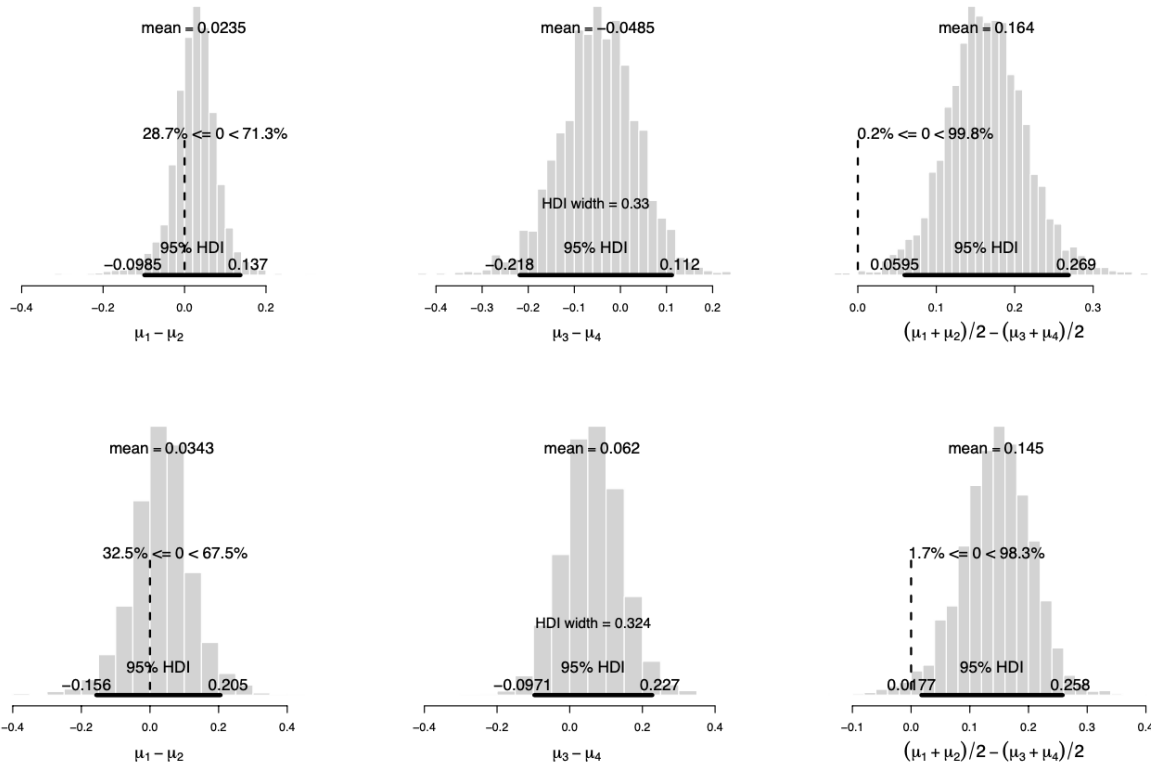 mean = 0.0235
28.7% <= 0 < 71.3%
95% HDI
−0.0985
0.137
−0.4
−0.2
0.0
0.2
μ1 − μ2
mean = −0.0485
HDI width = 0.33
95% HDI
−0.218
0.112
−0.4
−0.3
−0.2
−0.1
0.0
0.1
0.2
μ3 − μ4
mean = 0.164
0.2% <= 0 < 99.8%
95% HDI
0.0595
0.269
0.0
0.1
0.2
0.3
(μ1 + μ2)/2 − (μ3 + μ4)/2
mean = 0.0343
32.5% <= 0 < 67.5%
95% HDI
−0.156
0.205
−0.4
−0.2
0.0
0.2
0.4
μ1 − μ2
mean = 0.062
HDI width = 0.324
95% HDI
−0.0971
0.227
−0.4
−0.2
0.0
0.2
0.4
μ3 − μ4
mean = 0.145
1.7% <= 0 < 98.3%
95% HDI
0.0177
0.258
−0.1
0.0
0.1
0.2
0.3
0.4
(μ1 + μ2)/2 − (μ3 + μ4)/2